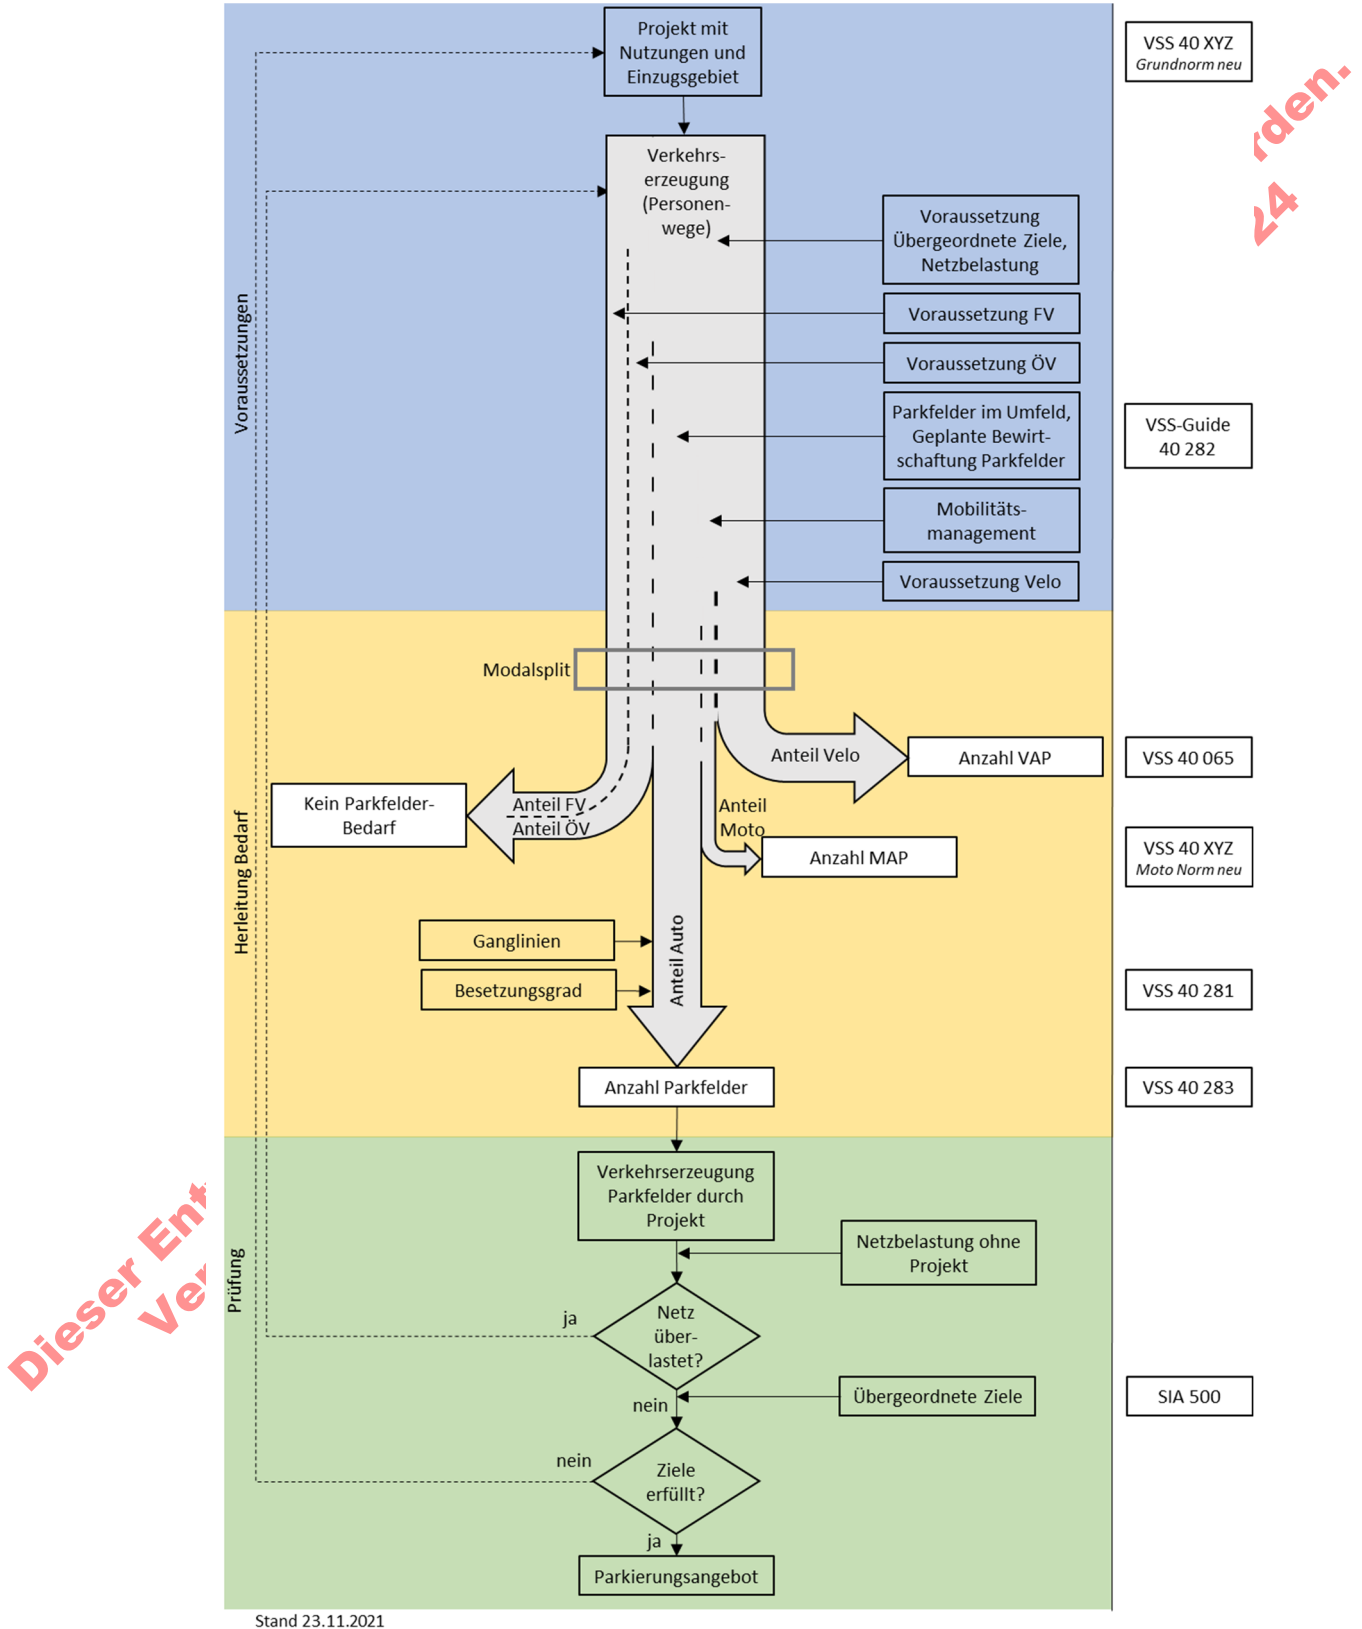 Projekt mit
Nutzungen und
Einzugsgebiet
VSS 40 XYZ
Grundnorm neu
Verkehrs-
erzeugung
(Personen-
wege)
Voraussetzung
Übergeordnete Ziele,
Netzbelastung
Voraussetzung FV
Voraussetzung ÖV
Parkfelder im Umfeld,
Geplante Bewirt-
schaftung Parkfelder
Mobilitäts-
management
Voraussetzung Velo
VSS-Guide
40 282
Voraussetzungen
Modalsplit
Anteil Velo
Anzahl VAP
VSS 40 065
Kein Parkfelder-
Bedarf
Anteil FV
Anteil ÖV
Anteil
Moto
Anzahl MAP
VSS 40 XYZ
Moto Norm neu
Herleitung Bedarf
Ganglinien
Besetzungsgrad
Anteil Auto
VSS 40 281
Anzahl Parkfelder
VSS 40 283
Verkehrserzeugung
Parkfelder durch
Projekt
Netzbelastung ohne
Projekt
Prüfung
ja
Netz
über-
lastet?
nein
Übergeordnete Ziele
SIA 500
nein
Ziele
erfüllt?
ja
Parkierungsangebot
Stand 23.11.2021
Dieser